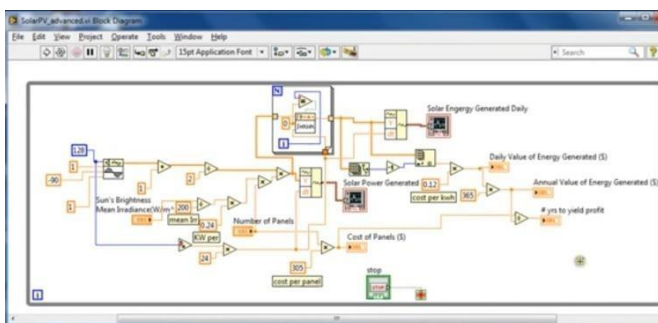 SolarPV_advanced.vi Block Diagram
File Edit View Project Operate Tools Window Help
15pt Application Font
Search
N
Solar Engergy Generated Daily
0
i
128
Daily Value of Energy Generated ($)
1
-90
1
2
Sun's Brightness
Mean Irradiance(W/m^
200
Solar Power Generated
0.12
cost per kwh
365
Annual Value of Energy Generated ($)
1
mean Irr
0.24
KW per
Number of Panels
# yrs to yield profit
24
Cost of Panels ($)
305
cost per panel
stop
i